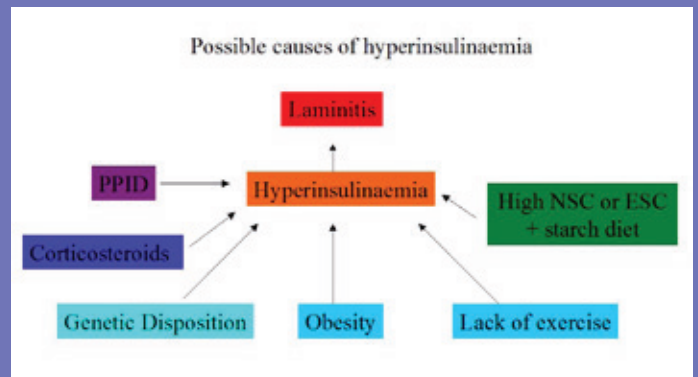 Possible causes of hyperinsulinaemia
Laminitis
PPID
Hyperinsulinaemia
High NSC or ESC
+ starch diet
Corticosteroids
Genetic Disposition
Obesity
Lack of exercise